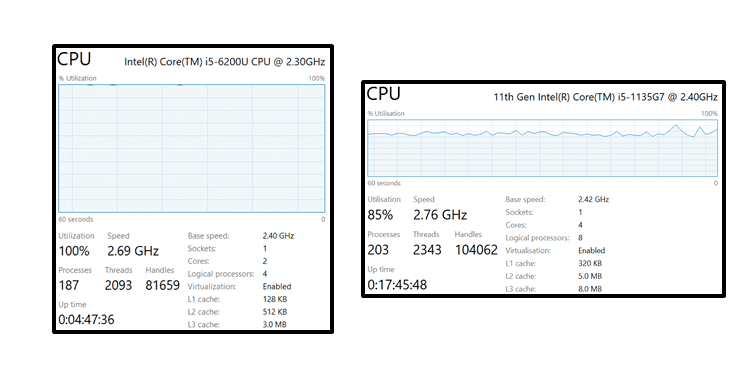 CPU Intel(R) Core(TM) i5-6200U CPU @ 2.30GHz
% Utilization 100%
60 seconds 0
Utilization Speed
100% 2.69 GHz
Processes Threads Handles
187 2093 81659
Up time
0:04:47:36
Base speed: 2.40 GHz
Sockets: 1
Cores: 2
Logical processors: 4
Virtualization: Enabled
L1 cache: 128 KB
L2 cache: 512 KB
L3 cache: 3.0 MB
CPU 11th Gen Intel(R) Core(TM) i5-1135G7 @ 2.40GHz
% Utilisation 100%
60 seconds 0
Utilisation Speed
85% 2.76 GHz
Processes Threads Handles
203 2343 104062
Up time
0:17:45:48
Base speed: 2.42 GHz
Sockets: 1
Cores: 4
Logical processors: 8
Virtualisation: Enabled
L1 cache: 320 KB
L2 cache: 5.0 MB
L3 cache: 8.0 MB